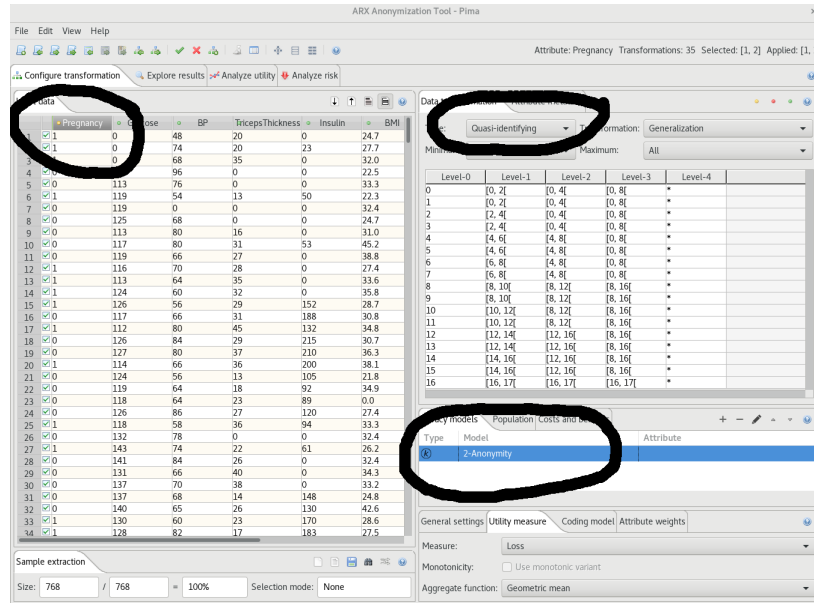 ARX Anonymization Tool - Pima
File Edit View Help
Attribute: Pregnancy Transformations: 35 Selected: [1, 2] Applied: [1,
Configure transformation Explore results Analyze utility Analyze risk
data
Pregnancy Glucose BP TricepsThickness Insulin BMI
1 1 0 48 20 0 24.7
1 0 74 20 23 27.7
3 0 68 35 0 32.0
4 0 96 0 0 22.5
5 0 113 76 0 0 33.3
6 1 119 54 13 50 22.3
7 0 119 0 0 0 32.4
8 0 125 68 0 0 24.7
9 0 113 80 16 0 31.0
10 0 117 80 31 53 45.2
11 0 119 66 27 0 38.8
12 1 116 70 28 0 27.4
13 1 113 64 35 0 33.6
14 1 124 60 32 0 35.8
15 1 126 56 29 152 28.7
16 0 117 66 31 188 30.8
17 1 112 80 45 132 34.8
18 0 126 84 29 215 30.7
19 0 127 80 37 210 36.3
20 1 114 66 36 200 38.1
21 0 124 56 13 105 21.8
22 0 119 64 18 92 34.9
23 0 118 64 23 89 0.0
24 0 126 86 27 120 27.4
25 1 118 58 36 94 33.3
26 0 132 78 0 0 32.4
27 1 143 74 22 61 26.2
28 0 141 84 26 0 32.4
29 0 131 66 40 0 34.3
30 0 137 70 38 0 33.2
31 1 137 68 14 148 24.8
32 0 140 65 26 130 42.6
33 1 130 60 23 170 28.6
34 1 128 82 17 183 27.5
Sample extraction
Size: 768 / 768 = 100% Selection mode: None
Type: Quasi-identifying Transformation: Generalization
Maximum: All
Level-0 Level-1 Level-2 Level-3 Level-4
0 [0, 2[ [0, 4[ [0, 8[ *
1 [0, 2[ [0, 4[ [0, 8[ *
2 [2, 4[ [0, 4[ [0, 8[ *
3 [2, 4[ [0, 4[ [0, 8[ *
4 [4, 6[ [4, 8[ [0, 8[ *
5 [4, 6[ [4, 8[ [0, 8[ *
6 [6, 8[ [4, 8[ [0, 8[ *
7 [6, 8[ [4, 8[ [0, 8[ *
8 [8, 10[ [8, 12[ [8, 16[ *
9 [8, 10[ [8, 12[ [8, 16[ *
10 [10, 12[ [8, 12[ [8, 16[ *
11 [10, 12[ [8, 12[ [8, 16[ *
12 [12, 14[ [12, 16[ [8, 16[ *
13 [12, 14[ [12, 16[ [8, 16[ *
14 [14, 16[ [12, 16[ [8, 16[ *
15 [14, 16[ [12, 16[ [8, 16[ *
16 [16, 17[ [16, 17[ [16, 17[ *
models Population Costs and
Type Model Attribute
2-Anonymity
General settings Utility measure Coding model Attribute weights
Measure: Loss
Monotonicity: Use monotonic variant
Aggregate function: Geometric mean